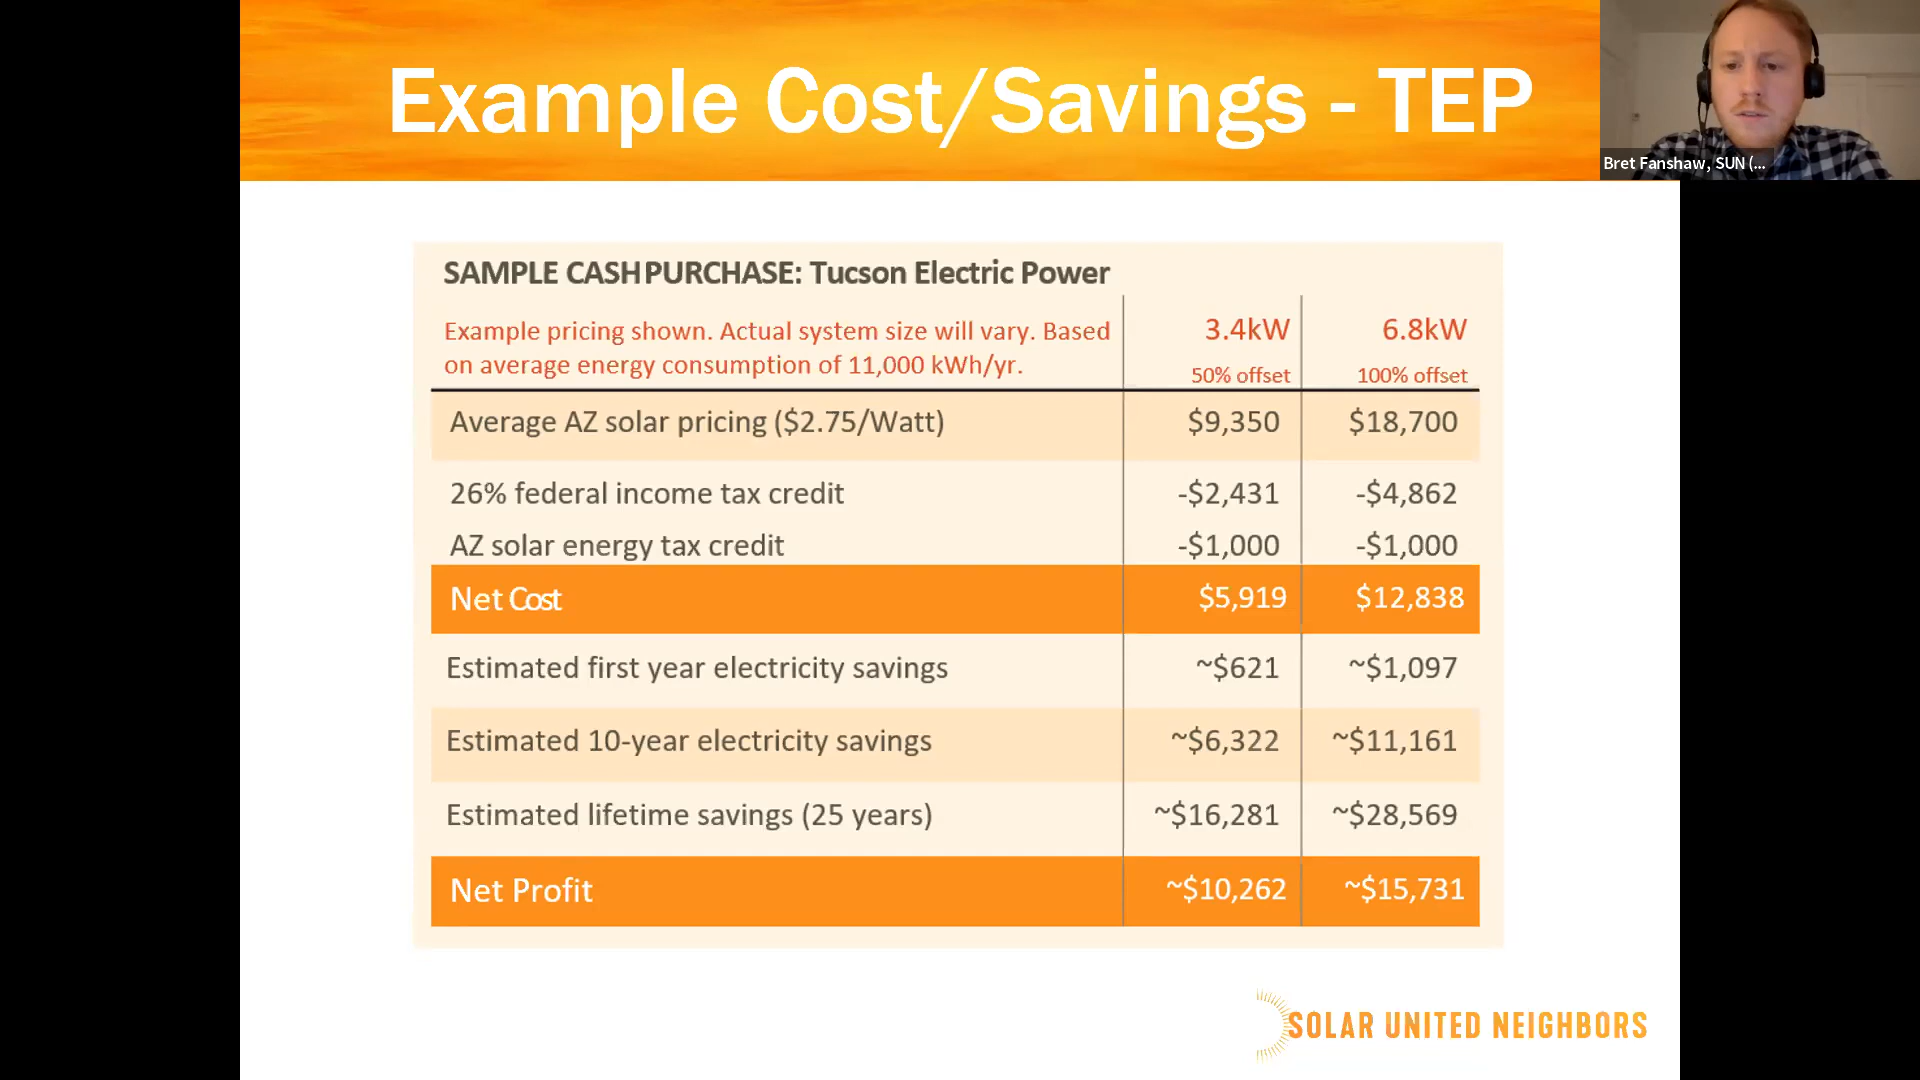 Example Cost/Savings - TEP
Bret Fanshaw, SUN (...
SAMPLE CASH PURCHASE: Tucson Electric Power
Example pricing shown. Actual system size will vary. Based
on average energy consumption of 11,000 kWh/yr.
3.4kW 6.8kW
50% offset 100% offset
Average AZ solar pricing ($2.75/Watt) $9,350 $18,700
26% federal income tax credit -$2,431 -$4,862
AZ solar energy tax credit -$1,000 -$1,000
Net Cost $5,919 $12,838
Estimated first year electricity savings ~$621 ~$1,097
Estimated 10-year electricity savings ~$6,322 ~$11,161
Estimated lifetime savings (25 years) ~$16,281 ~$28,569
Net Profit ~$10,262 ~$15,731
SOLAR UNITED NEIGHBORS